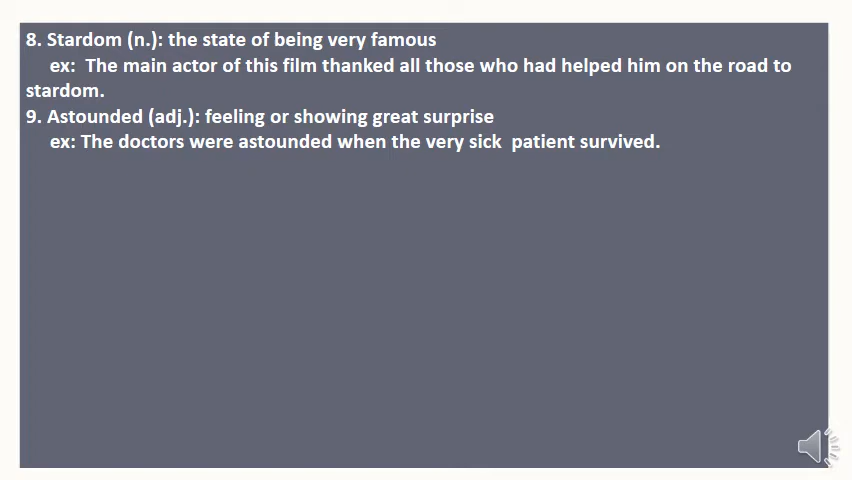 8. Stardom (n.): the state of being very famous
ex:  The main actor of this film thanked all those who had helped him on the road to
stardom.
9. Astounded (adj.): feeling or showing great surprise
ex: The doctors were astounded when the very sick  patient survived.